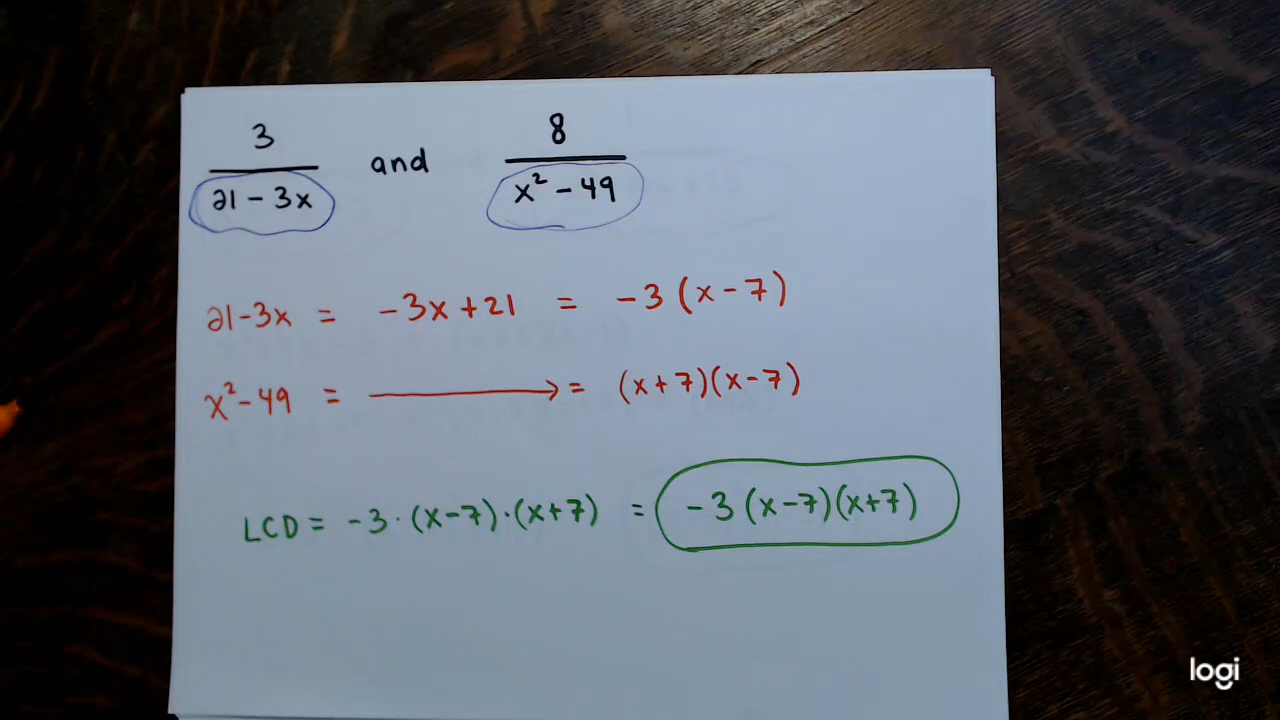 3/(21 - 3x) and 8/(x² - 49)
21 - 3x = -3x + 21 = -3(x - 7)
x² - 49 = ⟶ = (x + 7)(x - 7)
LCD = -3 · (x - 7) · (x + 7) = -3(x - 7)(x + 7)
logi